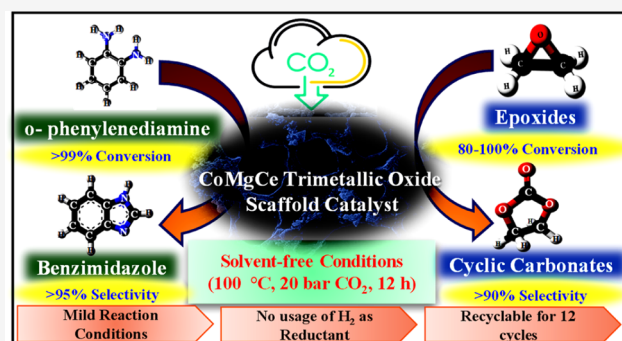 CO2
o- phenylenediamine
>99% Conversion
Epoxides
80-100% Conversion
CoMgCe Trimetallic Oxide
Scaffold Catalyst
Benzimidazole
>95% Selectivity
Solvent-free Conditions
(100 °C, 20 bar CO2, 12 h)
Cyclic Carbonates
>90% Selectivity
Mild Reaction
Conditions
No usage of H2 as
Reductant
Recyclable for 12
cycles